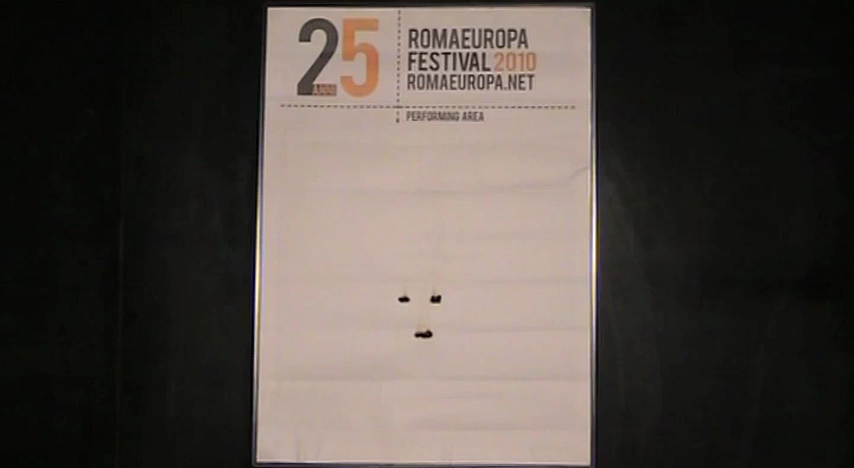 25
ANNI
ROMAEUROPA
FESTIVAL 2010
ROMAEUROPA.NET
PERFORMING AREA